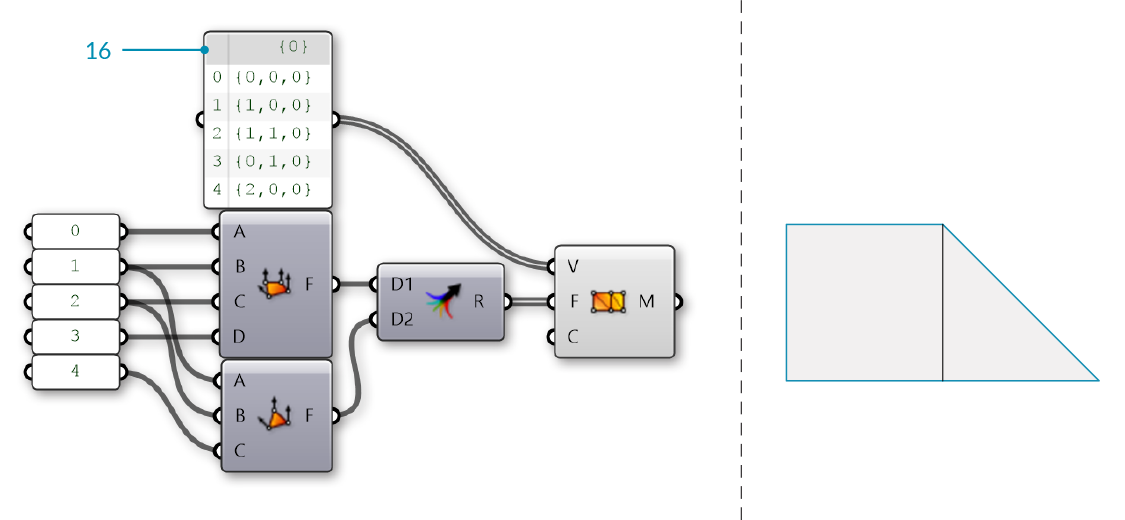 16
{0}
0 {0,0,0}
1 {1,0,0}
2 {1,1,0}
3 {0,1,0}
4 {2,0,0}
0
1
2
3
4
A
B
C
D
F
A
B
C
F
D1
D2
R
V
F
C
M